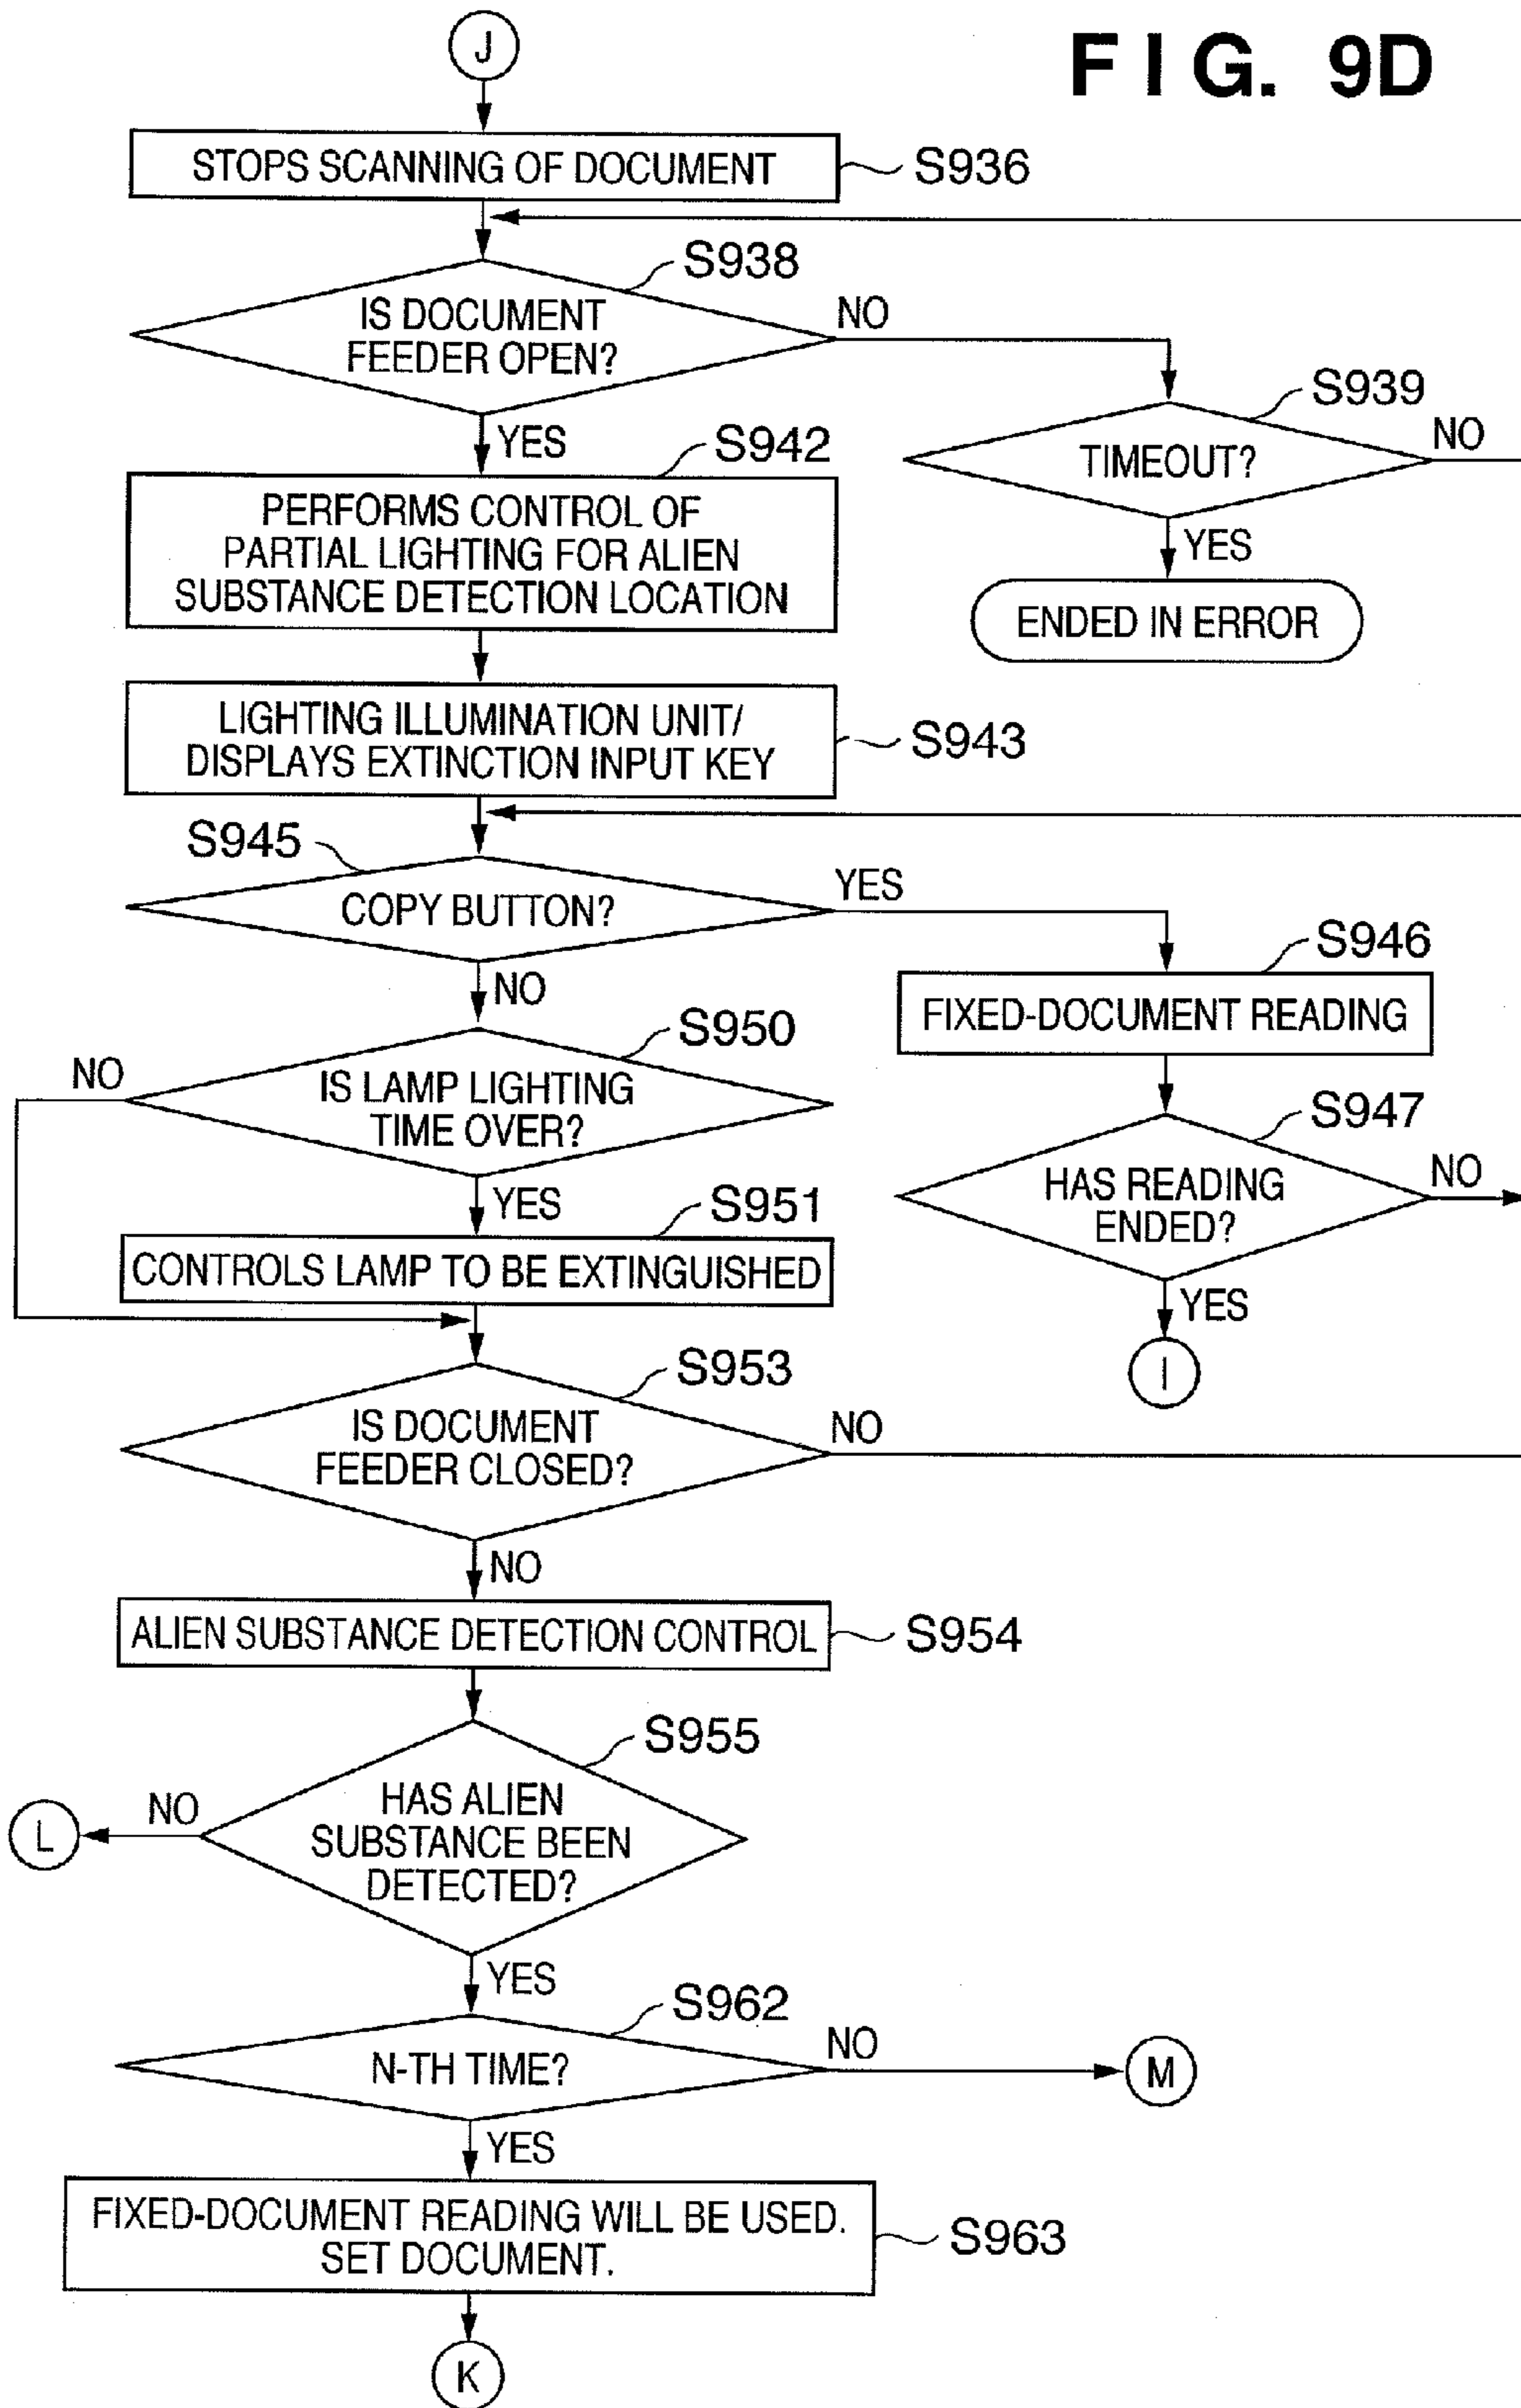 J
FIG. 9D
STOPS SCANNING OF DOCUMENT
S936
S938
IS DOCUMENT
FEEDER OPEN?
NO
S939
TIMEOUT?
NO
YES
S942
YES
ENDED IN ERROR
PERFORMS CONTROL OF
PARTIAL LIGHTING FOR ALIEN
SUBSTANCE DETECTION LOCATION
LIGHTING ILLUMINATION UNIT/
DISPLAYS EXTINCTION INPUT KEY
S943
S945
COPY BUTTON?
YES
S946
NO
FIXED-DOCUMENT READING
S950
NO
IS LAMP LIGHTING
TIME OVER?
S947
HAS READING
ENDED?
NO
YES
S951
CONTROLS LAMP TO BE EXTINGUISHED
YES
I
S953
IS DOCUMENT
FEEDER CLOSED?
NO
NO
ALIEN SUBSTANCE DETECTION CONTROL
S954
S955
HAS ALIEN
SUBSTANCE BEEN
DETECTED?
NO
L
YES
S962
N-TH TIME?
NO
M
YES
FIXED-DOCUMENT READING WILL BE USED.
SET DOCUMENT.
S963
K